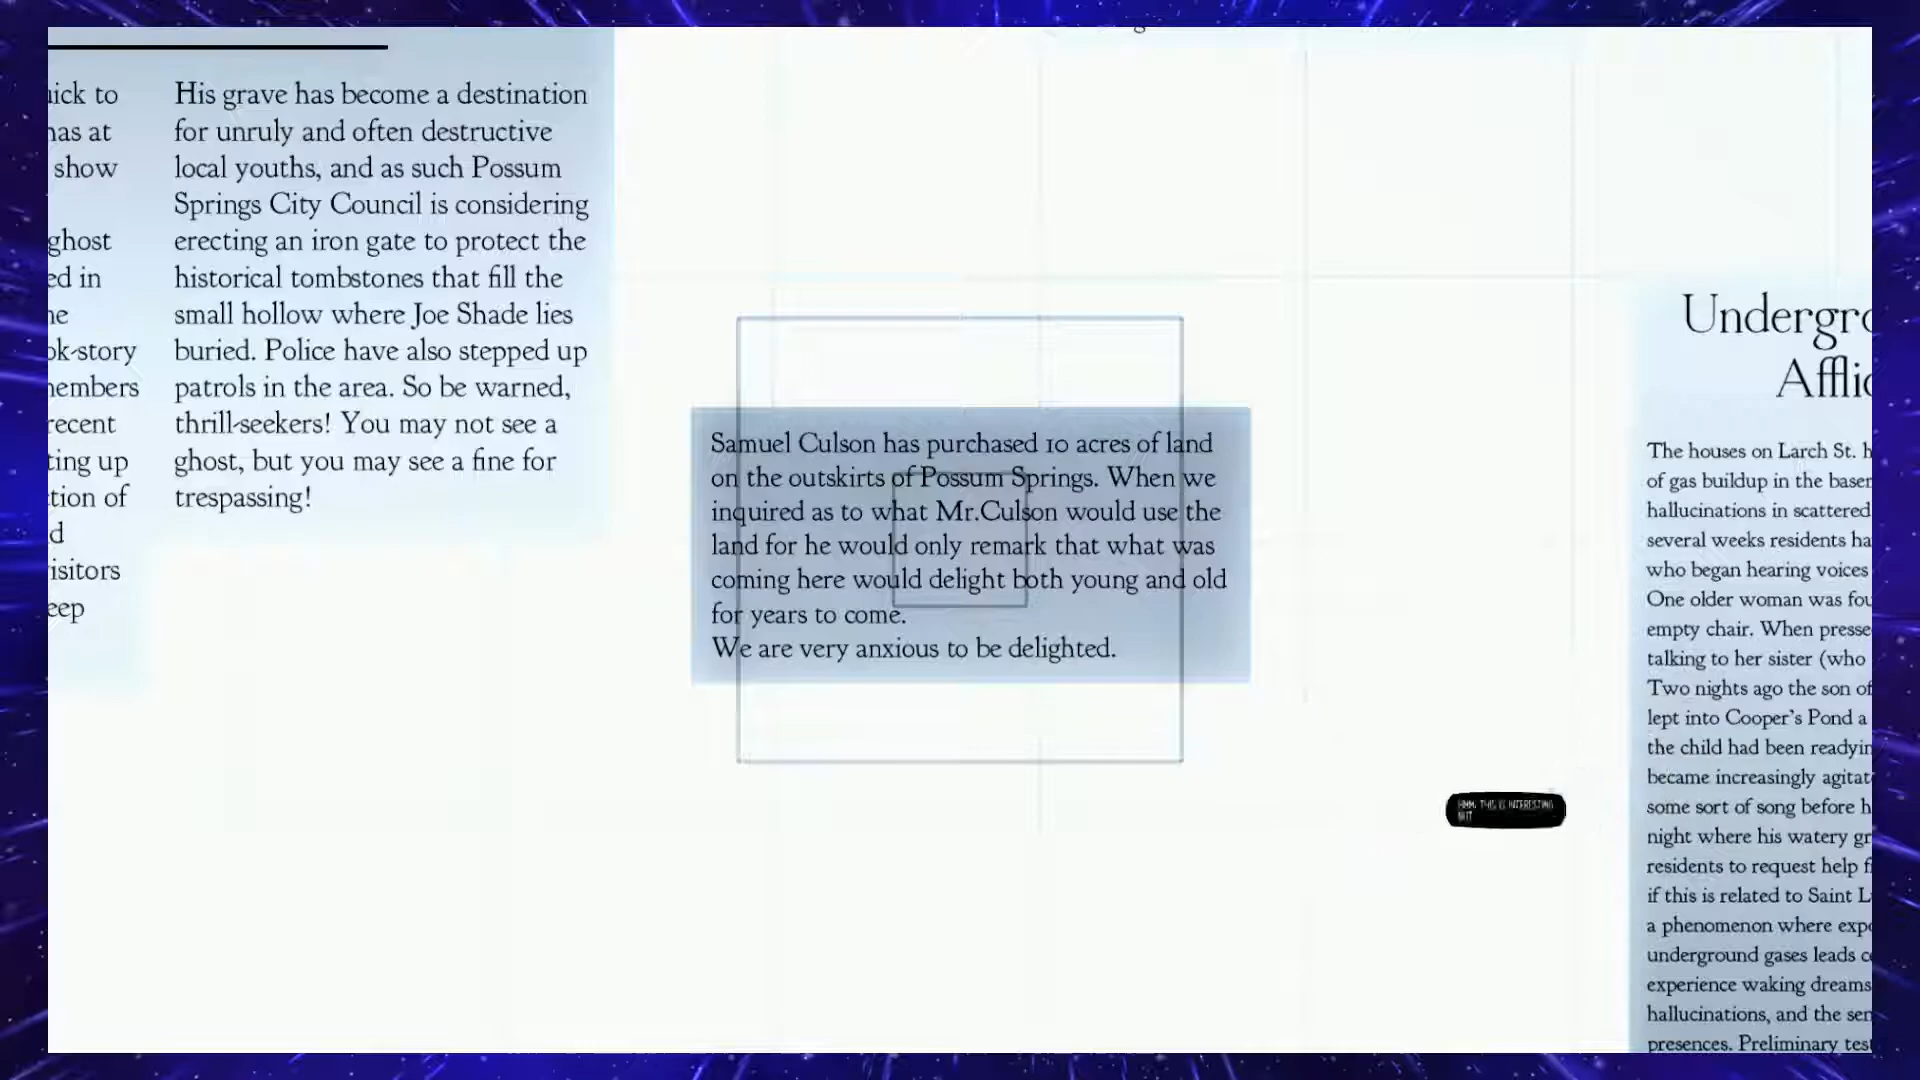 uick to
has at
show
ghost
ed in
ne
ok-story
nembers
recent
ting up
tion of
d
isitors
eep
His grave has become a destination
for unruly and often destructive
local youths, and as such Possum
Springs City Council is considering
erecting an iron gate to protect the
historical tombstones that fill the
small hollow where Joe Shade lies
buried. Police have also stepped up
patrols in the area. So be warned,
thrill-seekers! You may not see a
ghost, but you may see a fine for
trespassing!
Samuel Culson has purchased 10 acres of land
on the outskirts of Possum Springs. When we
inquired as to what Mr.Culson would use the
land for he would only remark that what was
coming here would delight both young and old
for years to come.
We are very anxious to be delighted.
HMM. THIS IS INTERESTING
BUT
Undergro
Afflic
The houses on Larch St. h
of gas buildup in the basem
hallucinations in scattered
several weeks residents ha
who began hearing voices
One older woman was fou
empty chair. When presse
talking to her sister (who
Two nights ago the son of
lept into Cooper's Pond a
the child had been readyin
became increasingly agitat
some sort of song before h
night where his watery gr
residents to request help f
if this is related to Saint L
a phenomenon where expo
underground gases leads c
experience waking dreams
hallucinations, and the sen
presences. Preliminary test